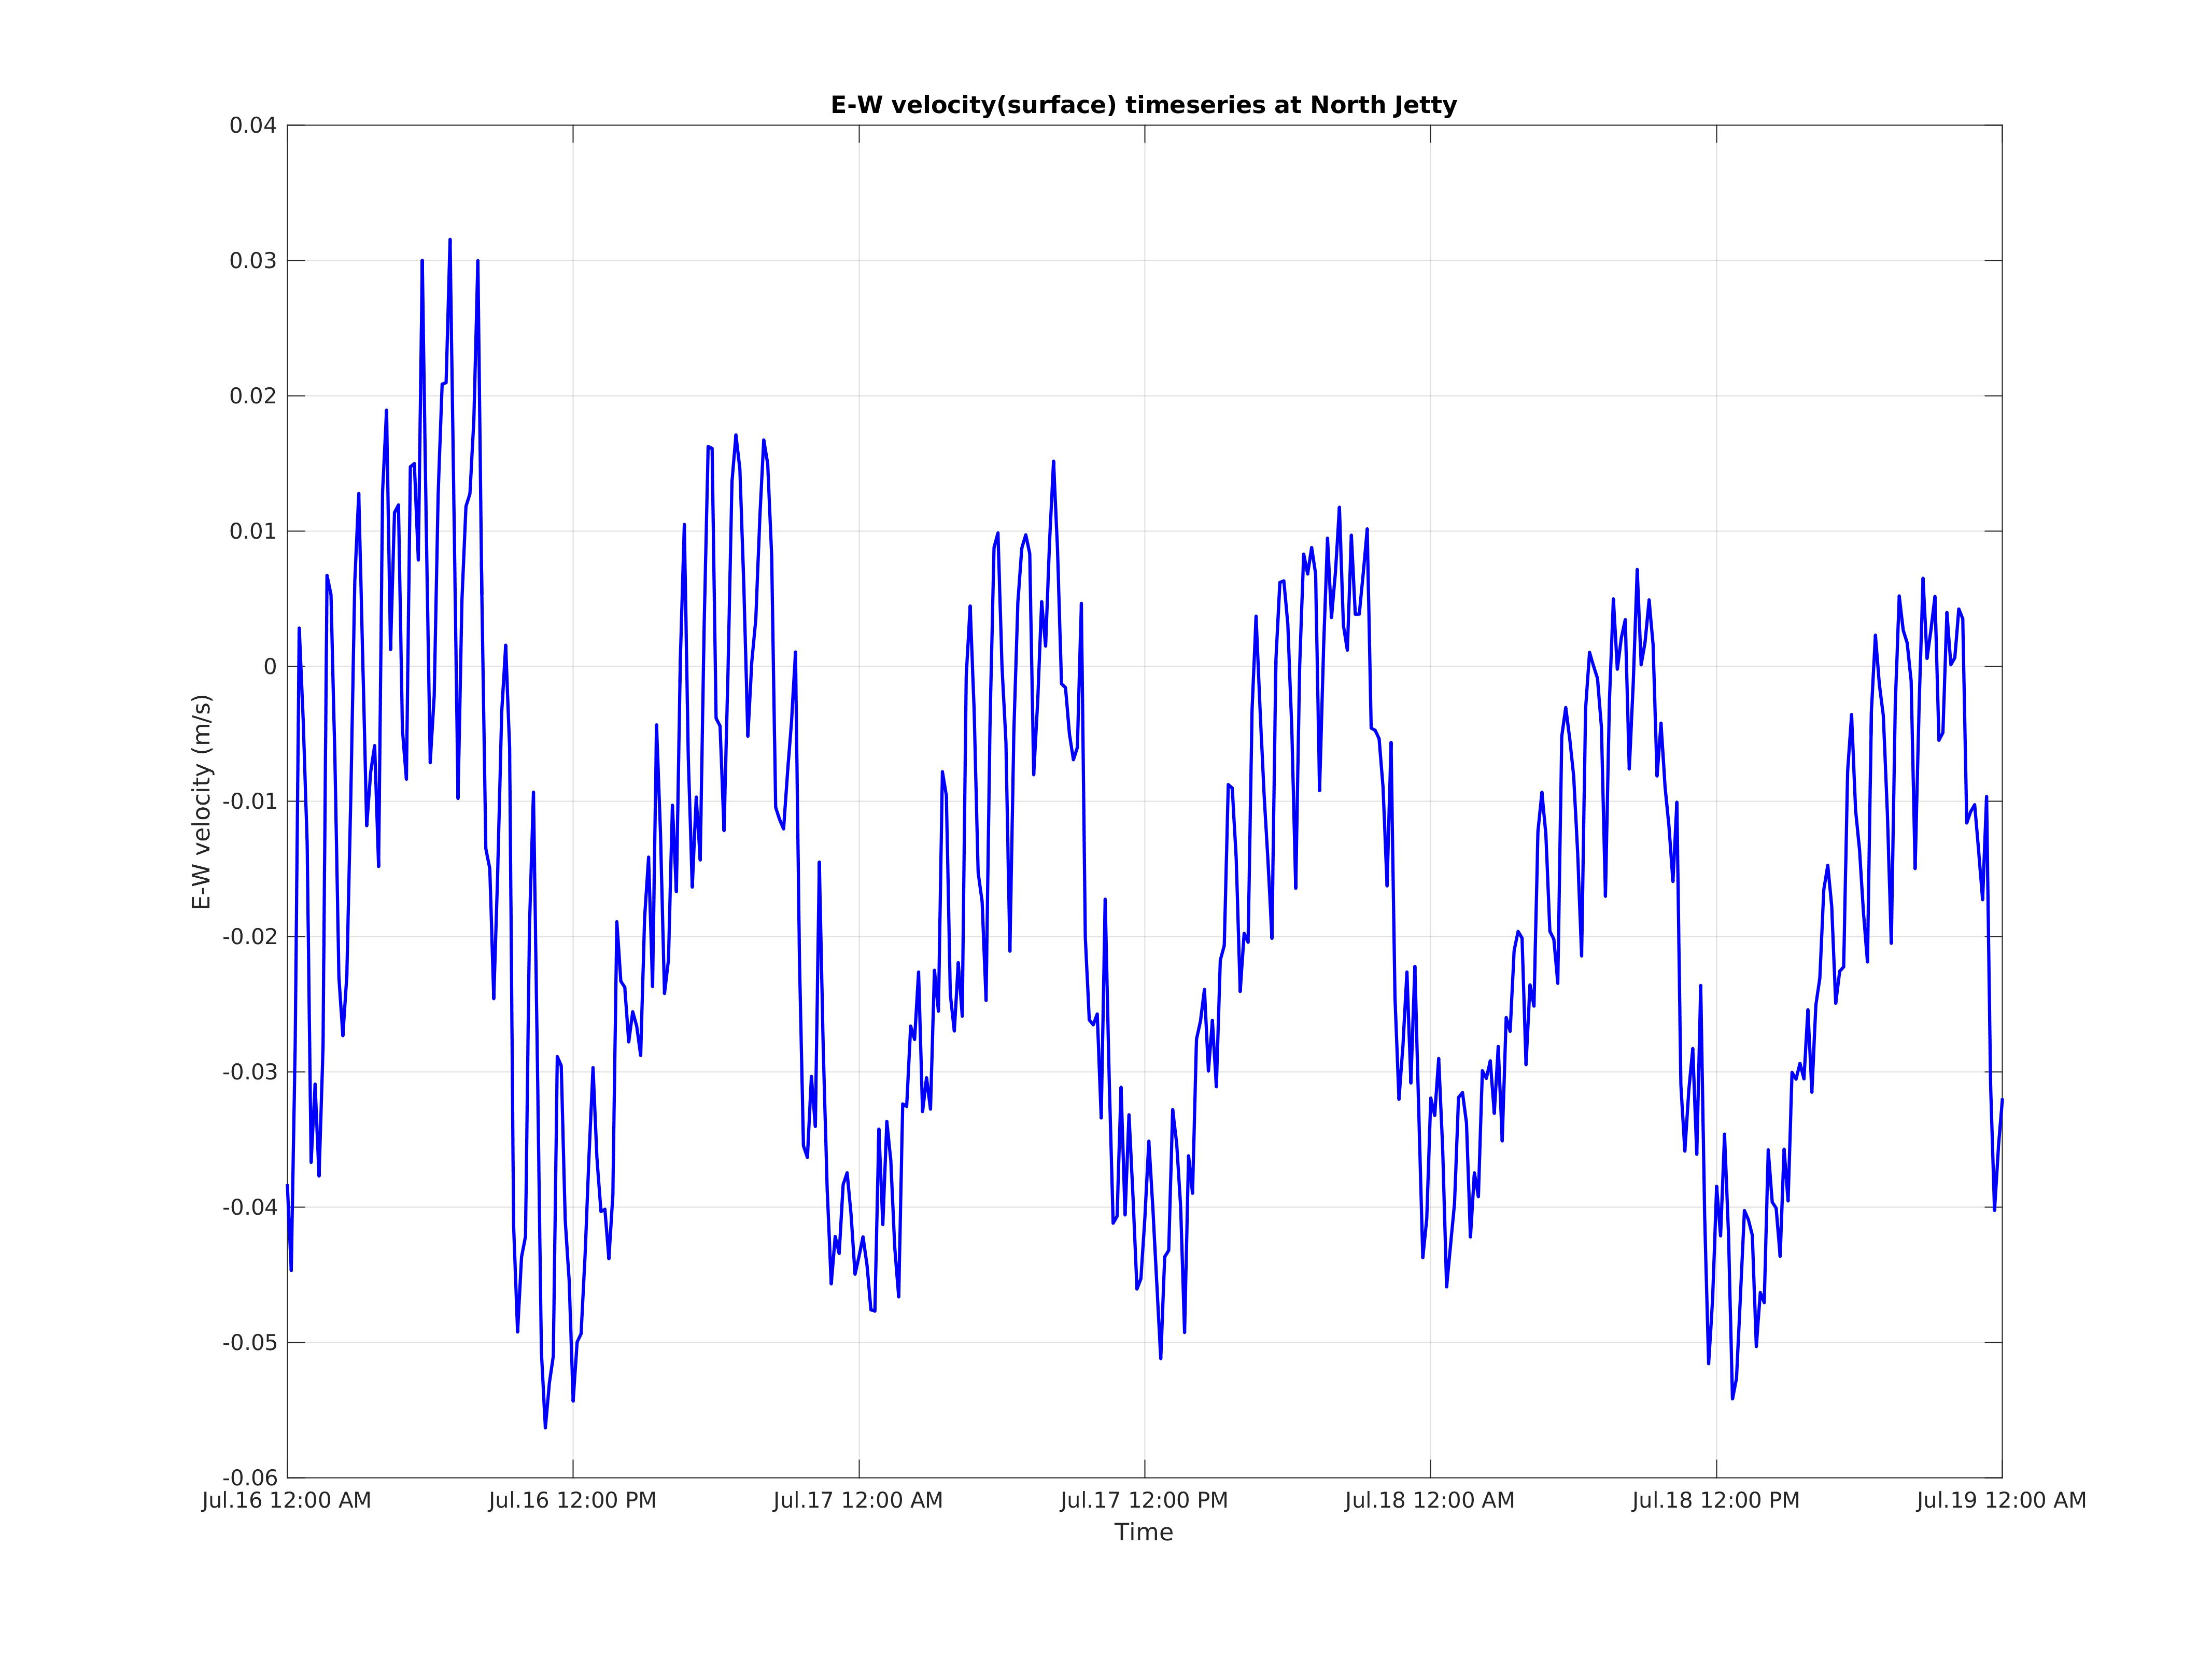 E-W velocity(surface) timeseries at North Jetty
0.04
0.03
0.02
0.01
0
-0.01
-0.02
-0.03
-0.04
-0.05
-0.06
E-W velocity (m/s)
Jul.16 12:00 AM Jul.16 12:00 PM Jul.17 12:00 AM Jul.17 12:00 PM Jul.18 12:00 AM Jul.18 12:00 PM Jul.19 12:00 AM
Time